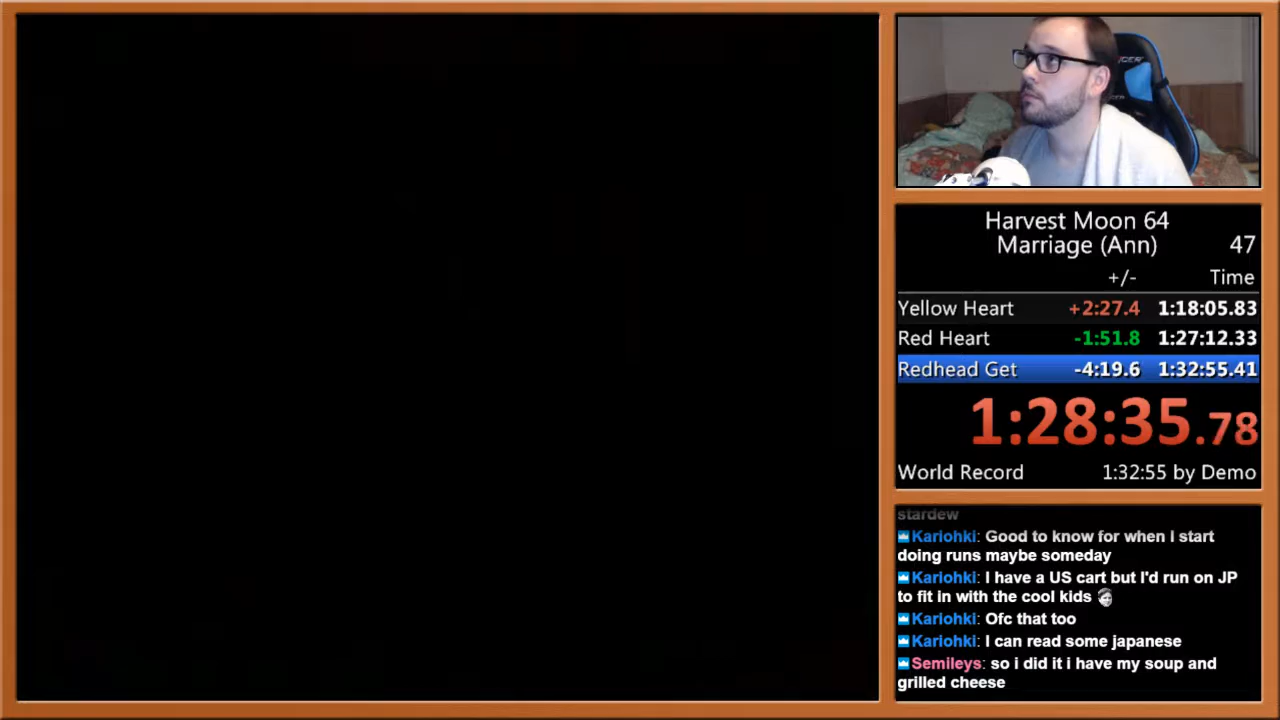 Harvest Moon 64
Marriage (Ann) 47
+/- Time
Yellow Heart +2:27.4 1:18:05.83
Red Heart -1:51.8 1:27:12.33
Redhead Get -4:19.6 1:32:55.41
1:28:35.78
World Record 1:32:55 by Demo
stardew
Kariohki: Good to know for when I start
doing runs maybe someday
Kariohki: I have a US cart but I'd run on JP
to fit in with the cool kids
Kariohki: Ofc that too
Kariohki: I can read some japanese
Semileys: so i did it i have my soup and
grilled cheese